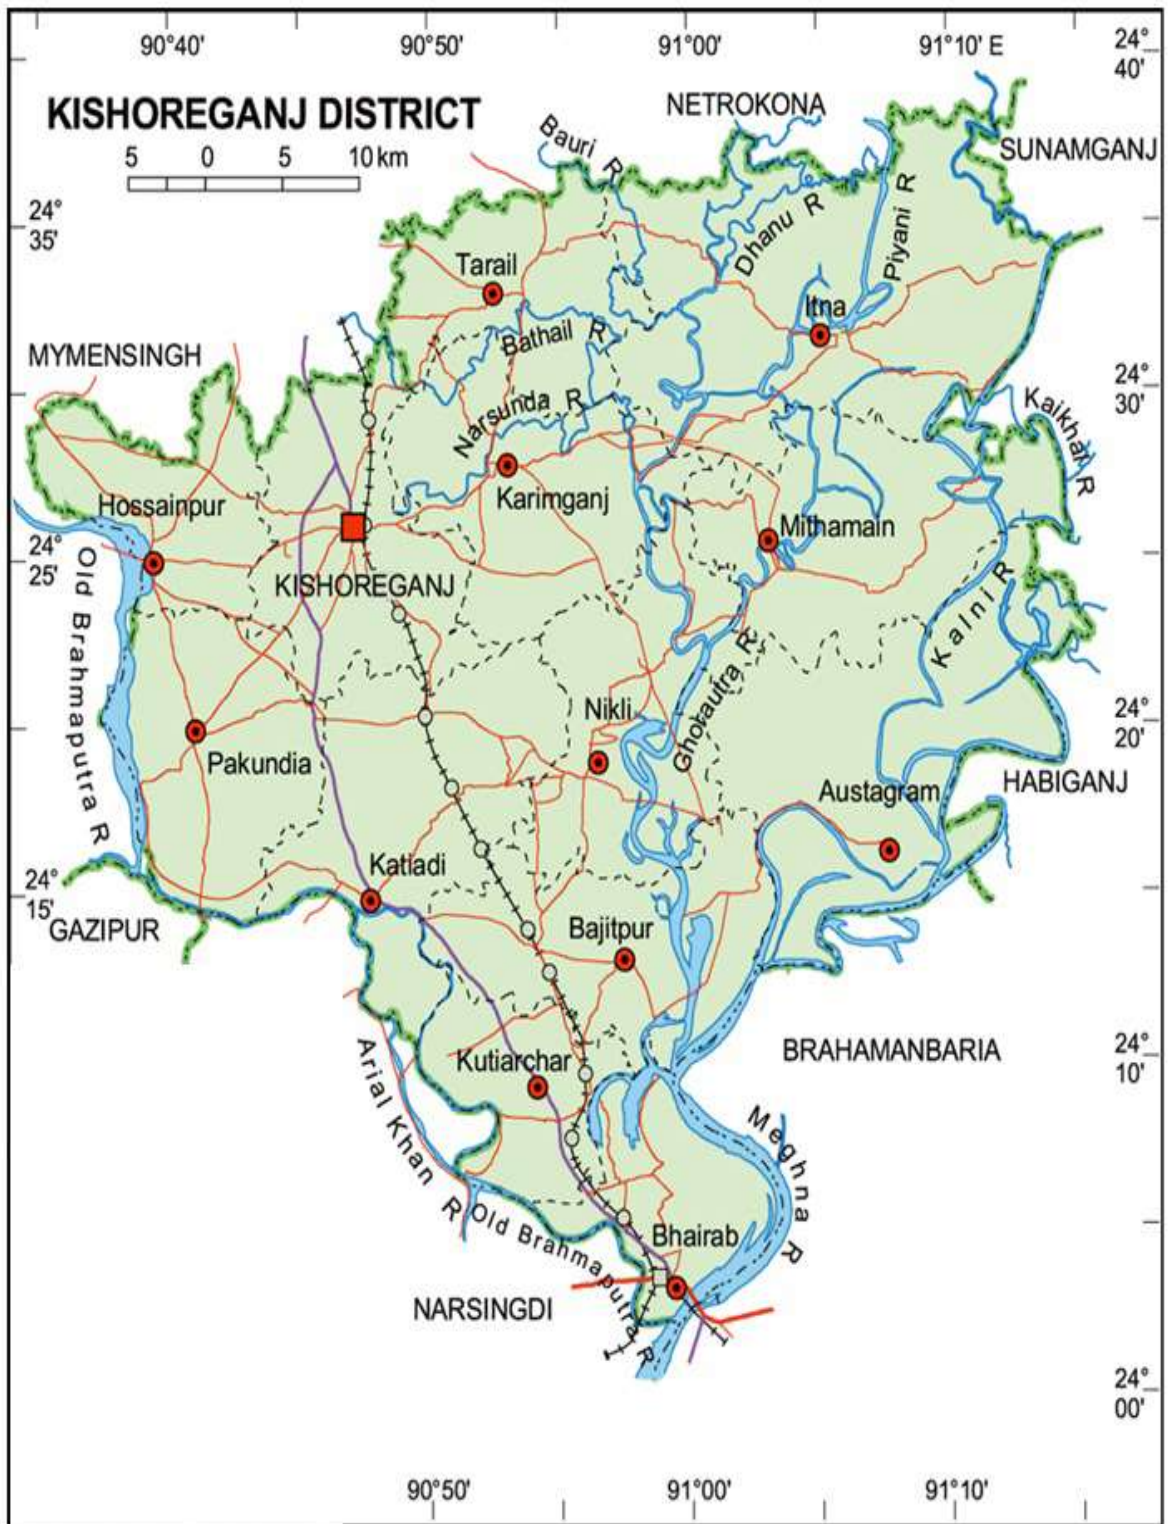 90°40'
90°50'
91°00'
91°10' E
24°
40'
KISHOREGANJ DISTRICT
5 0 5 10 km
NETROKONA
SUNAMGANJ
Bauri R
Dhanu R
Piyani R
24°
35'
Tarail
Itna
Bathail R
MYMENSINGH
24°
30'
Kaikhal R
Narsunda R
Karimganj
Hossainpur
Mithamain
24°
25'
KISHOREGANJ
Old Brahmaputra R
Kalni R
Ghorautra R
Nikli
24°
20'
Pakundia
HABIGANJ
Austagram
Katiadi
24°
15'
GAZIPUR
Bajitpur
BRAHAMANBARIA
24°
10'
Kutiarchar
Arial Khan R
Meghna R
Old Brahmaputra R
Bhairab
NARSINGDI
24°
00'
90°50'
91°00'
91°10'